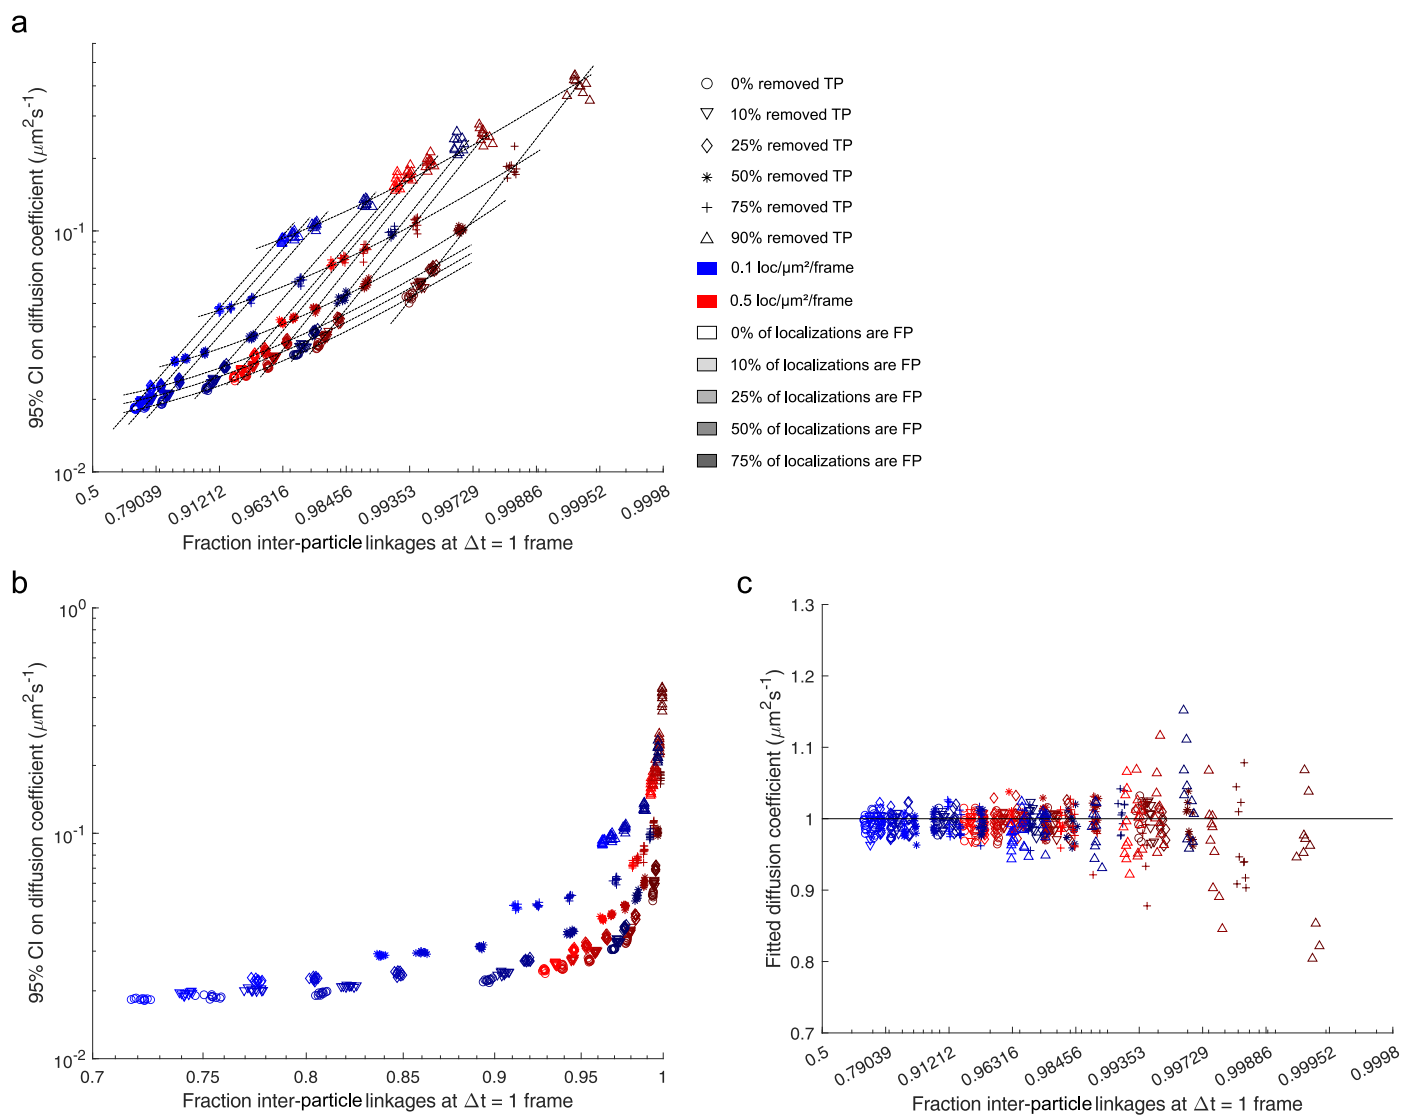 a
95% CI on diffusion coefficient (μm²s⁻¹)
10⁻¹
10⁻²
0.5
0.79039
0.91212
0.96316
0.98456
0.99353
0.99729
0.99886
0.99952
0.9998
Fraction inter-particle linkages at Δt = 1 frame
0% removed TP
10% removed TP
25% removed TP
50% removed TP
75% removed TP
90% removed TP
0.1 loc/μm²/frame
0.5 loc/μm²/frame
0% of localizations are FP
10% of localizations are FP
25% of localizations are FP
50% of localizations are FP
75% of localizations are FP
b
95% CI on diffusion coefficient (μm²s⁻¹)
10⁰
10⁻¹
10⁻²
0.7
0.75
0.8
0.85
0.9
0.95
1
Fraction inter-particle linkages at Δt = 1 frame
c
Fitted diffusion coefficient (μm²s⁻¹)
1.3
1.2
1.1
1
0.9
0.8
0.7
0.5
0.79039
0.91212
0.96316
0.98456
0.99353
0.99729
0.99886
0.99952
0.9998
Fraction inter-particle linkages at Δt = 1 frame